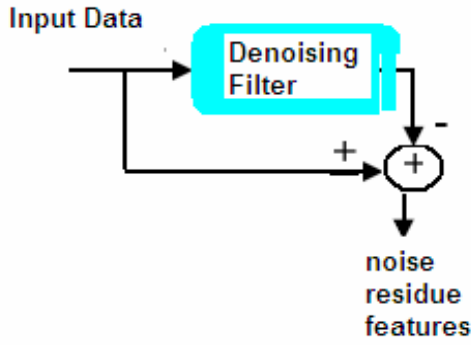 Input Data
Denoising
Filter
-
+
+
noise
residue
features